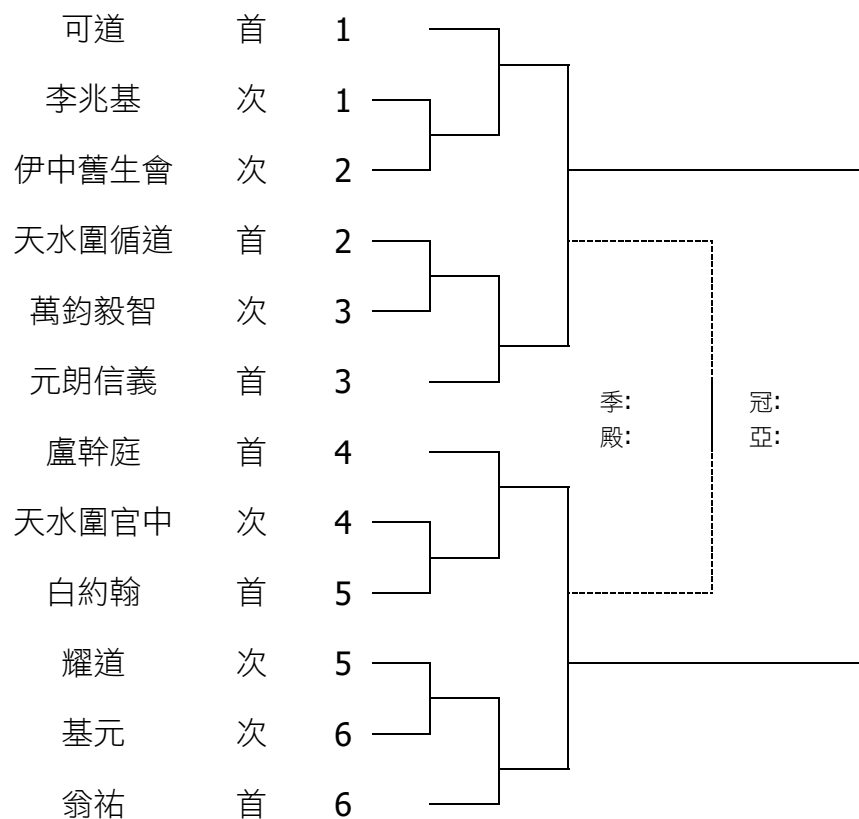 可道 首 1
李兆基 次 1
伊中舊生會 次 2
天水圍循道 首 2
萬鈞毅智 次 3
元朗信義 首 3
季: 冠:
殿: 亞:
盧幹庭 首 4
天水圍官中 次 4
白約翰 首 5
耀道 次 5
基元 次 6
翁祐 首 6